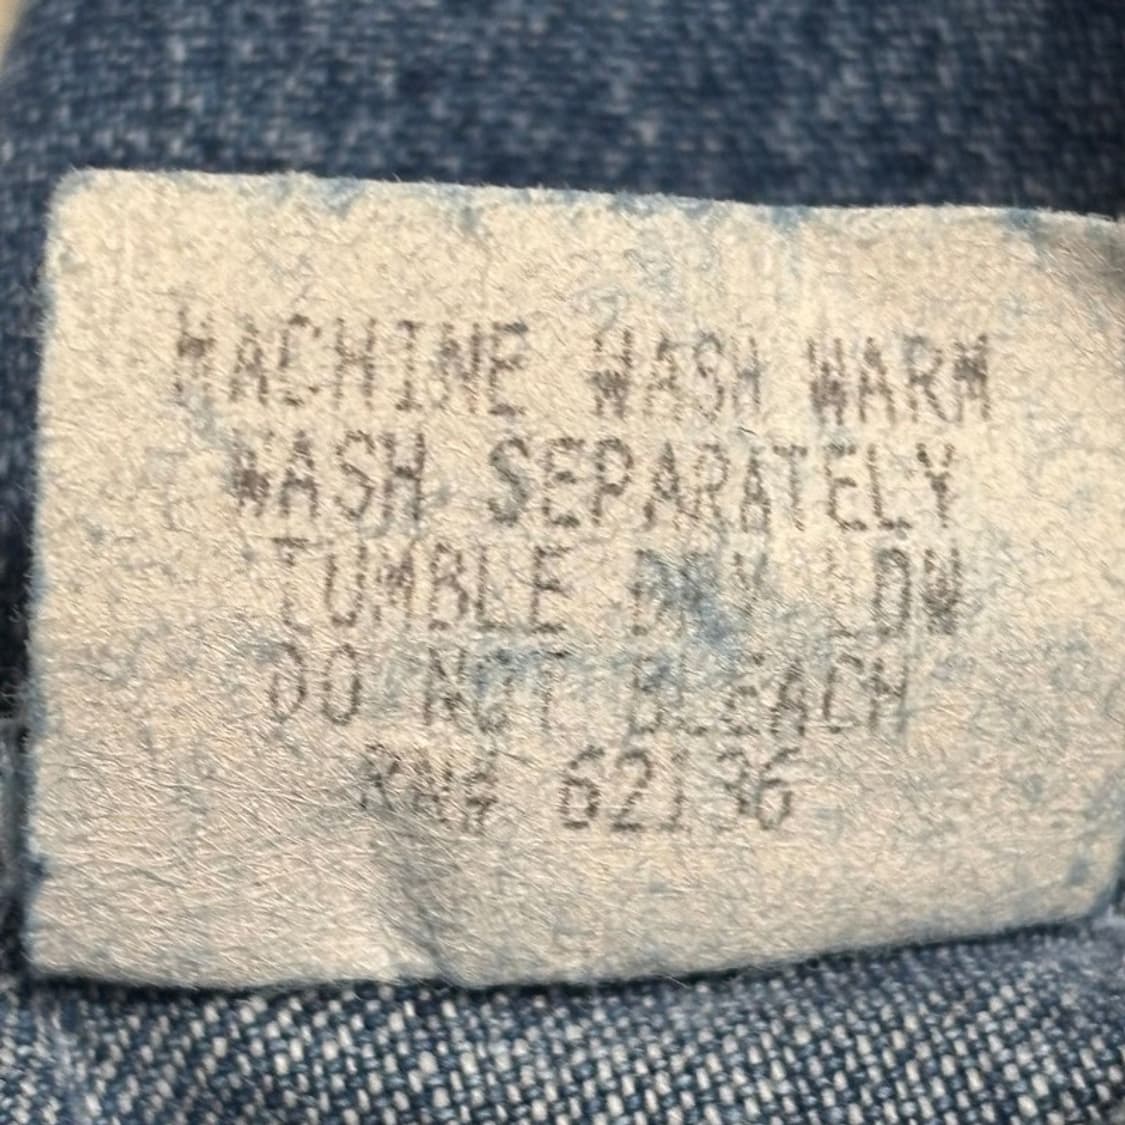 MACHINE WASH WARM
WASH SEPARATELY
TUMBLE DRY LOW
DO NOT BLEACH
RN# 62136